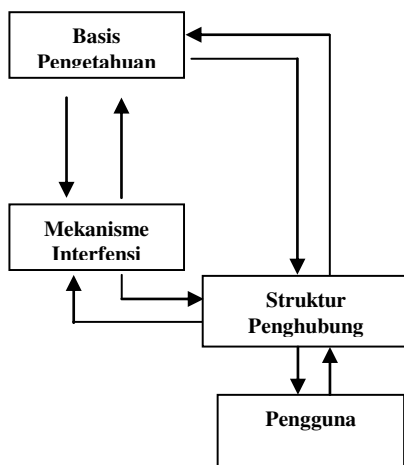 Basis
Pengetahuan
Mekanisme
Interfensi
Struktur
Penghubung
Pengguna